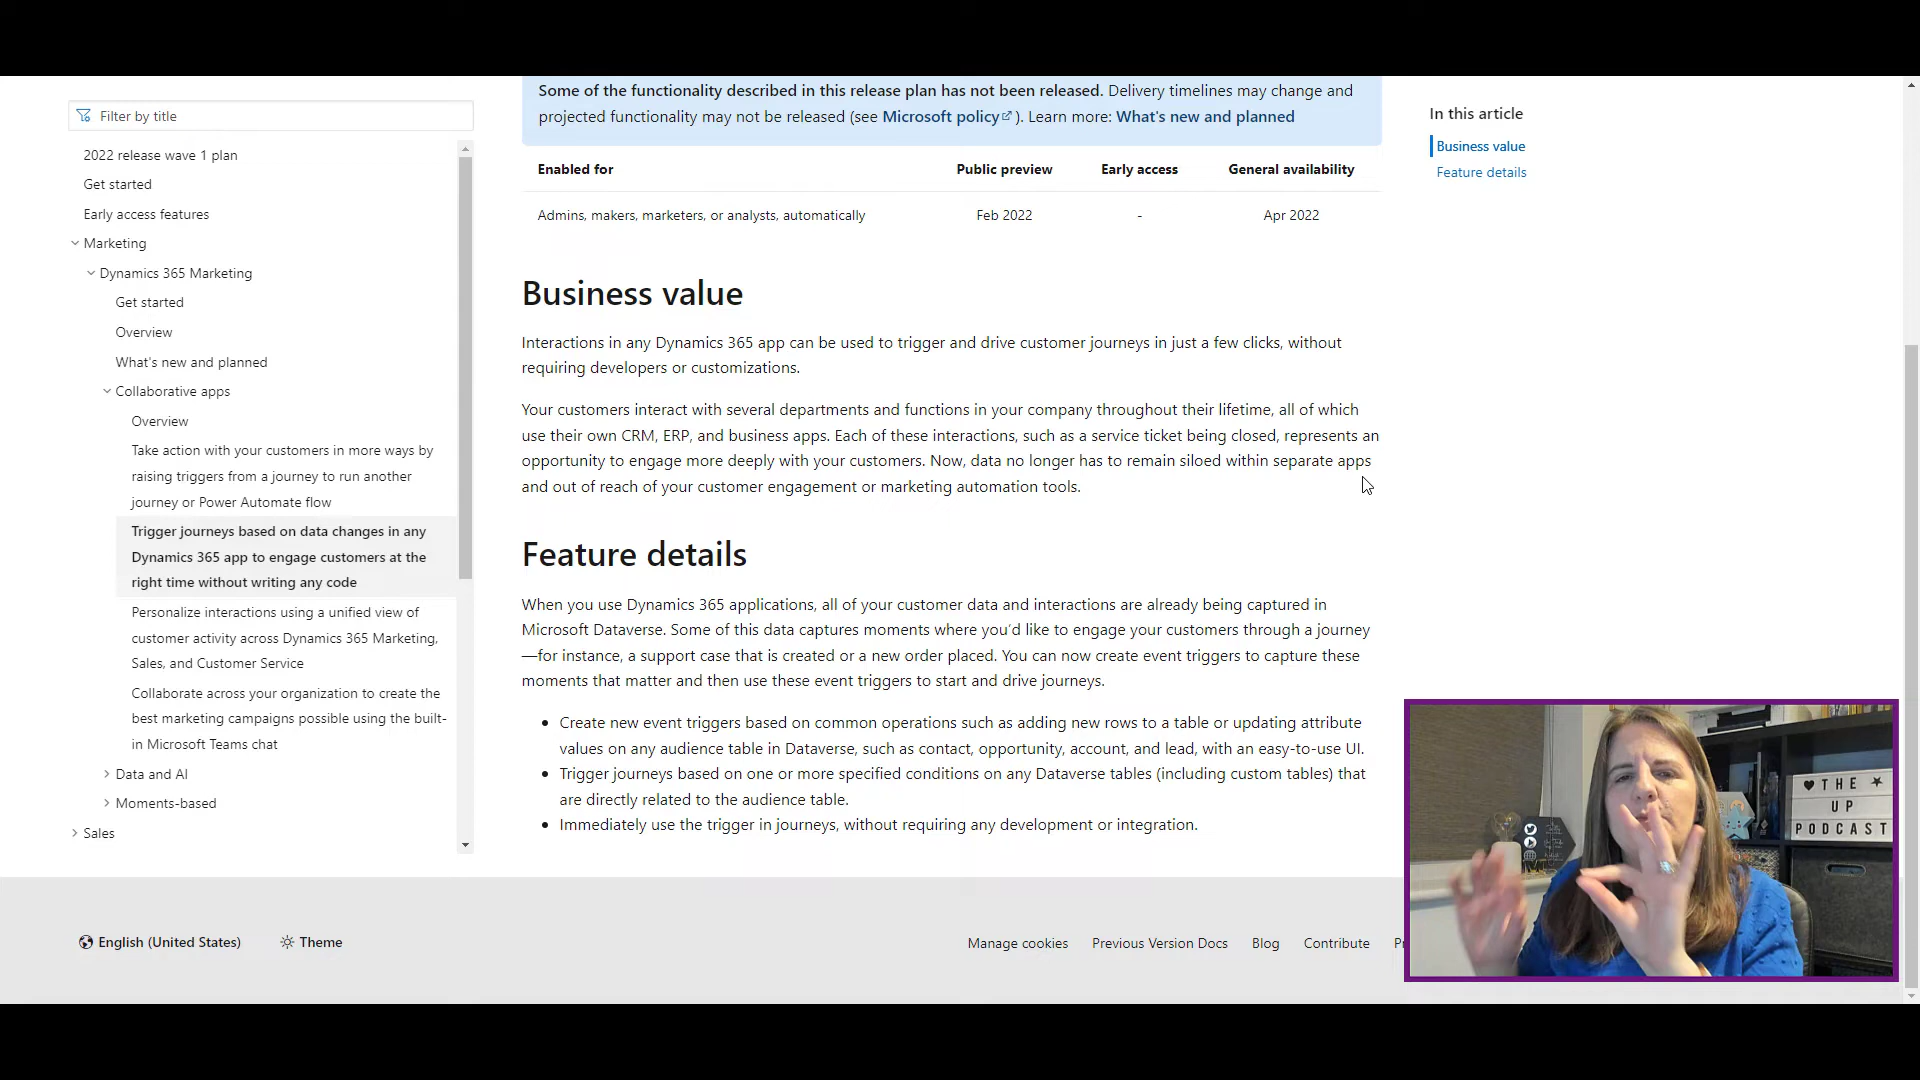 Filter by title
2022 release wave 1 plan
Get started
Early access features
Marketing
Dynamics 365 Marketing
Get started
Overview
What's new and planned
Collaborative apps
Overview
Take action with your customers in more ways by
raising triggers from a journey to run another
journey or Power Automate flow
Trigger journeys based on data changes in any
Dynamics 365 app to engage customers at the
right time without writing any code
Personalize interactions using a unified view of
customer activity across Dynamics 365 Marketing,
Sales, and Customer Service
Collaborate across your organization to create the
best marketing campaigns possible using the built-
in Microsoft Teams chat
Data and AI
Moments-based
Sales
Some of the functionality described in this release plan has not been released. Delivery timelines may change and
projected functionality may not be released (see Microsoft policy ). Learn more: What's new and planned
Enabled for Public preview Early access General availability
Admins, makers, marketers, or analysts, automatically Feb 2022 - Apr 2022
Business value
Interactions in any Dynamics 365 app can be used to trigger and drive customer journeys in just a few clicks, without
requiring developers or customizations.
Your customers interact with several departments and functions in your company throughout their lifetime, all of which
use their own CRM, ERP, and business apps. Each of these interactions, such as a service ticket being closed, represents an
opportunity to engage more deeply with your customers. Now, data no longer has to remain siloed within separate apps
and out of reach of your customer engagement or marketing automation tools.
Feature details
When you use Dynamics 365 applications, all of your customer data and interactions are already being captured in
Microsoft Dataverse. Some of this data captures moments where you'd like to engage your customers through a journey
—for instance, a support case that is created or a new order placed. You can now create event triggers to capture these
moments that matter and then use these event triggers to start and drive journeys.
• Create new event triggers based on common operations such as adding new rows to a table or updating attribute
values on any audience table in Dataverse, such as contact, opportunity, account, and lead, with an easy-to-use UI.
• Trigger journeys based on one or more specified conditions on any Dataverse tables (including custom tables) that
are directly related to the audience table.
• Immediately use the trigger in journeys, without requiring any development or integration.
In this article
Business value
Feature details
THE
UP
PODCAST
English (United States) Theme
Manage cookies Previous Version Docs Blog Contribute